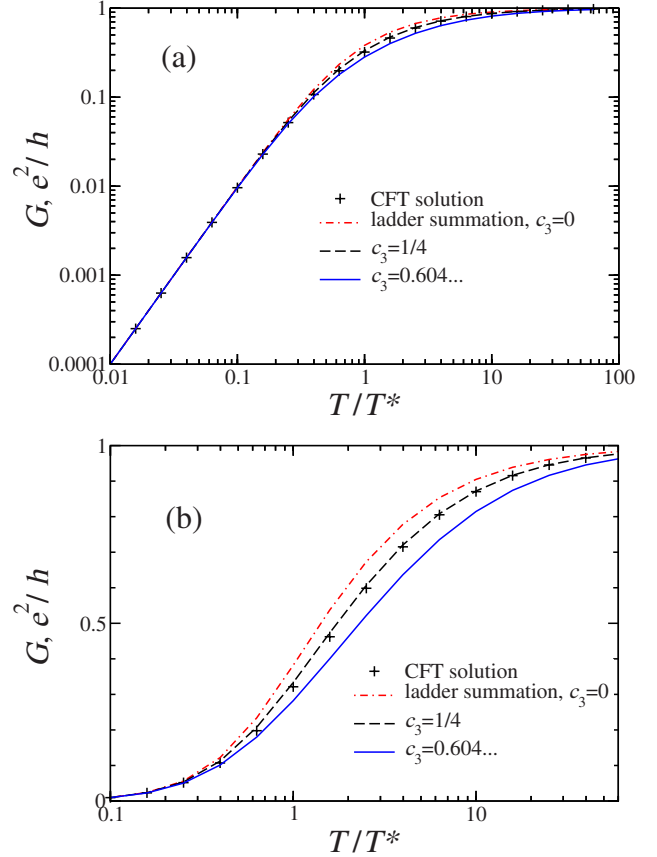 1
(a)
0.1
G, e²/h
0.01
CFT solution
ladder summation, c₃=0
c₃=1/4
0.001
c₃=0.604...
0.0001
0.01 0.1 1 10 100
T/T*
1
(b)
G, e²/h
0.5
CFT solution
ladder summation, c₃=0
c₃=1/4
c₃=0.604...
0
0.1 1 10
T/T*